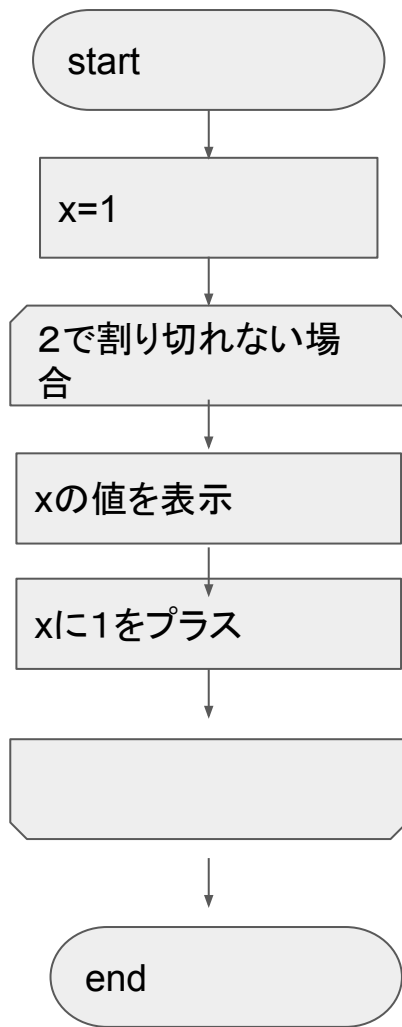 start
x=1
２で割り切れない場
合
xの値を表示
xに１をプラス
end